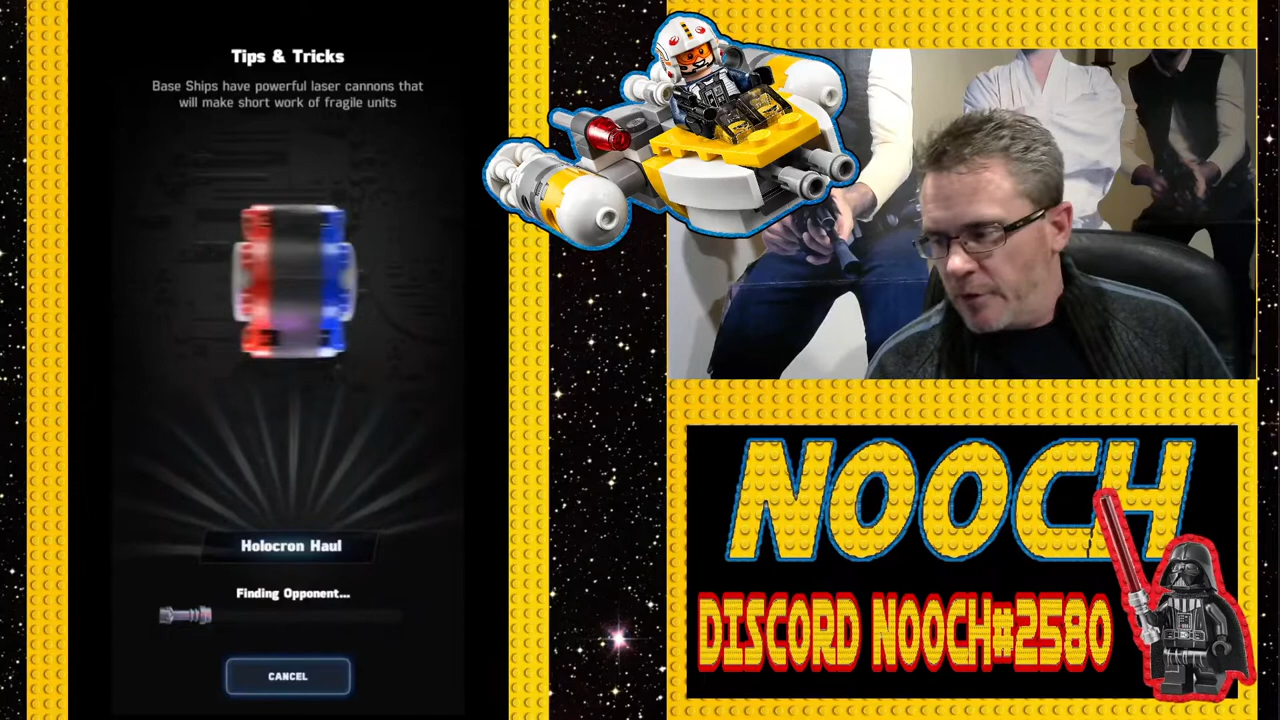 Tips & Tricks
Base Ships have powerful laser cannons that
will make short work of fragile units
Holocron Haul
Finding Opponent...
CANCEL
NOOCH
DISCORD NOOCH#2580